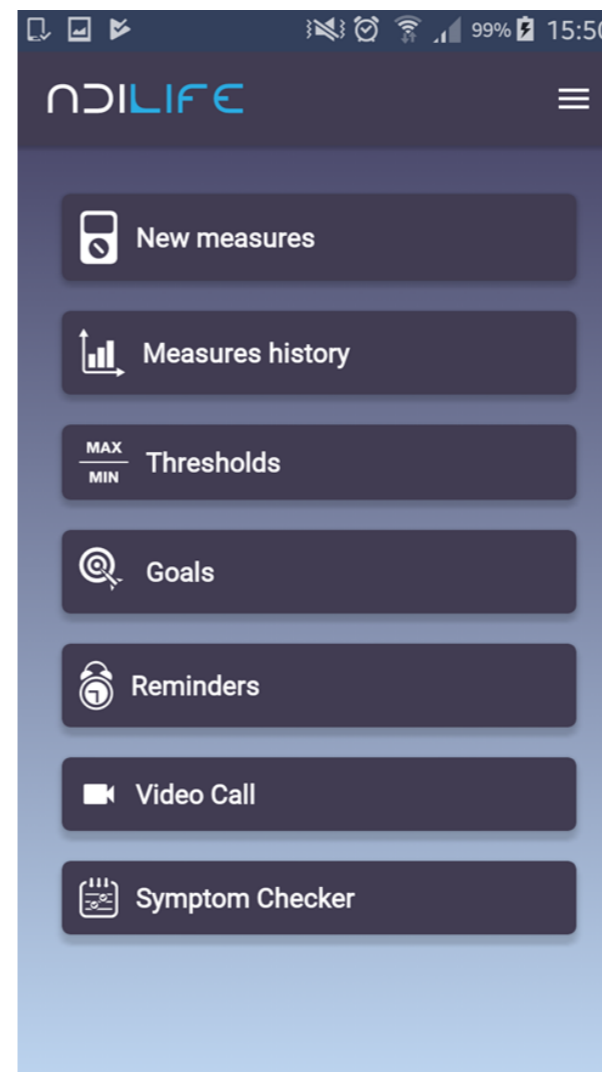 99% 15:50
NDILIFE
New measures
Measures history
MAX
MIN
Thresholds
Goals
Reminders
Video Call
Symptom Checker